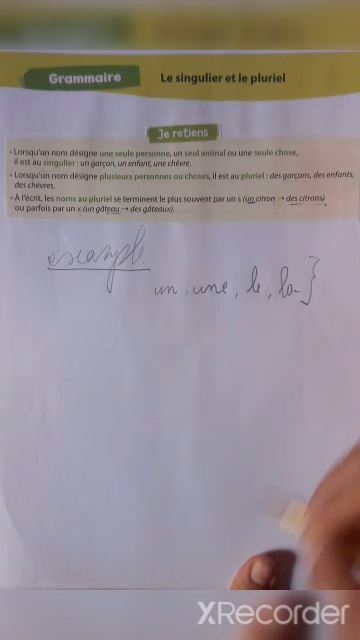 Grammaire Le singulier et le pluriel
Je retiens
• Lorsqu'un nom désigne une seule personne, un seul animal ou une seule chose,
il est au singulier : un garçon, un enfant, une chèvre.
• Lorsqu'un nom désigne plusieurs personnes ou choses, il est au pluriel : des garçons, des enfants,
des chèvres.
• À l'écrit, les noms au pluriel se terminent le plus souvent par un s (un citron → des citrons)
ou parfois par un x (un gâteau → des gâteaux).
example
un, une, le, la }
XRecorder